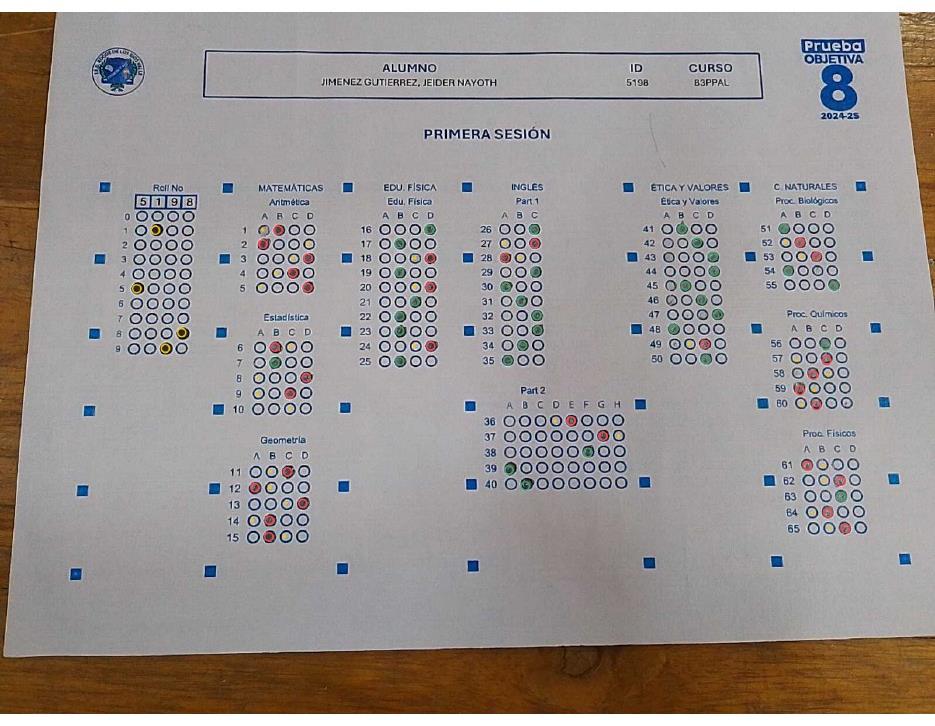 Prueba
OBJETIVA
8
2024-25
ALUMNO ID CURSO
JIMENEZ GUTIERREZ, JEIDER NAYOTH 5198 83PPAL
PRIMERA SESIÓN
Roll No
5 1 9 8
0
1
2
3
4
5
6
7
8
9
MATEMÁTICAS
Aritmética
A B C D
1
2
3
4
5
Estadística
A B C D
6
7
8
9
10
Geometría
A B C D
11
12
13
14
15
EDU. FÍSICA
Edu. Física
A B C D
16
17
18
19
20
21
22
23
24
25
INGLÉS
Part 1
A B C
26
27
28
29
30
31
32
33
34
35
Part 2
A B C D E F G H
36
37
38
39
40
ÉTICA Y VALORES
Ética y Valores
A B C D
41
42
43
44
45
46
47
48
49
50
C. NATURALES
Proc. Biológicos
A B C D
51
52
53
54
55
Proc. Químicos
A B C D
56
57
58
59
60
Proc. Físicos
A B C D
61
62
63
64
65